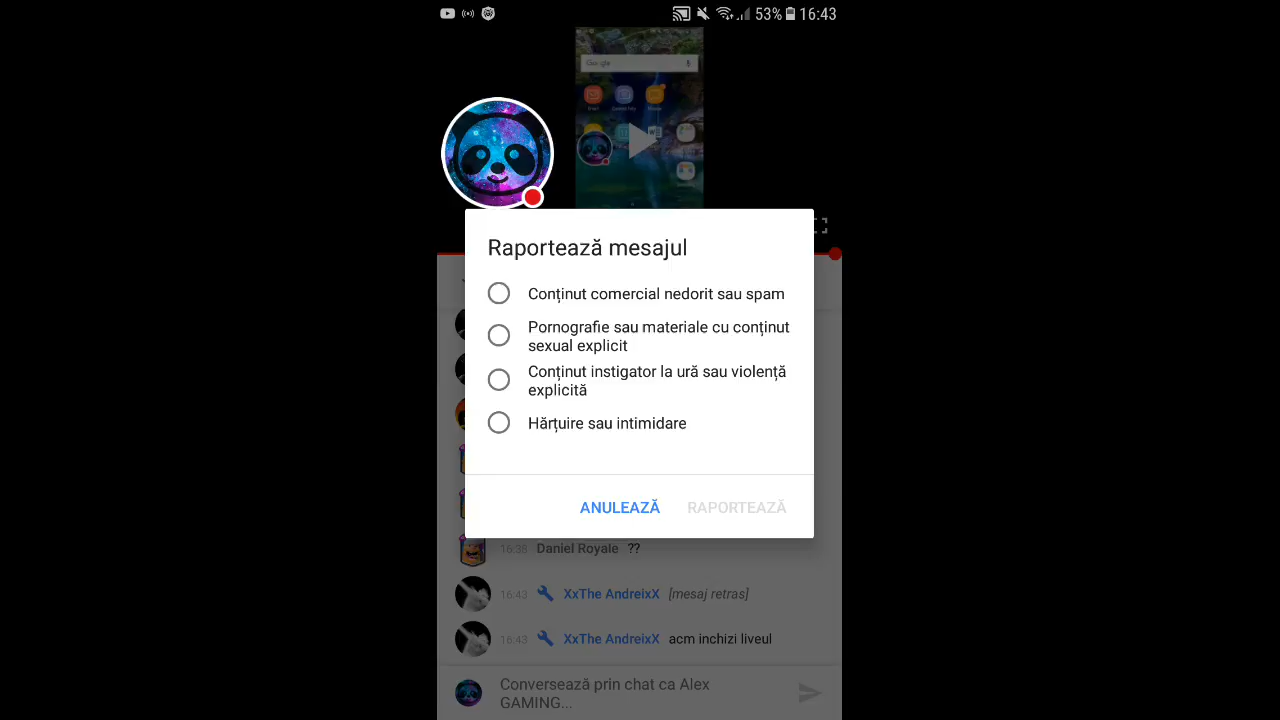 53% 16:43
Google
Raportează mesajul
Conținut comercial nedorit sau spam
Pornografie sau materiale cu conținut
sexual explicit
Conținut instigator la ură sau violență
explicită
Hărțuire sau intimidare
ANULEAZĂ RAPORTEAZĂ
16:38 Daniel Royale ??
16:43 XxThe AndreixX [mesaj retras]
16:43 XxThe AndreixX acm inchizi liveul
Conversează prin chat ca Alex
GAMING...